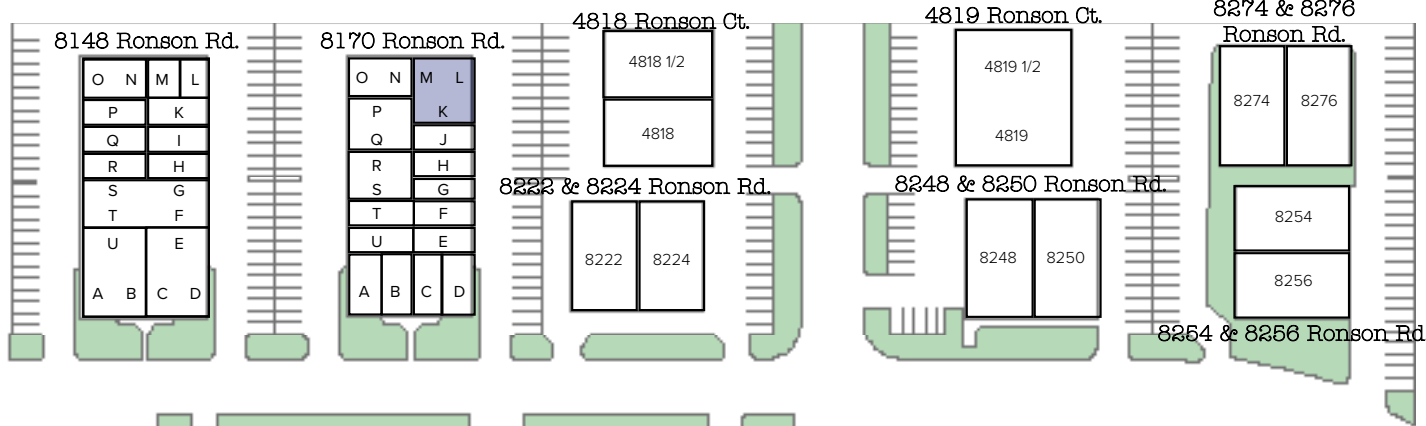 8148 Ronson Rd.
O N M L
P K
Q I
R H
S G
T F
U E
A B C D
8170 Ronson Rd.
O N M L
P K
Q J
R H
S G
T F
U E
A B C D
4818 Ronson Ct.
4818 1/2
4818
8222 & 8224 Ronson Rd.
8222 8224
4819 Ronson Ct.
4819 1/2
4819
8248 & 8250 Ronson Rd.
8248 8250
8274 & 8276
Ronson Rd.
8274 8276
8254
8256
8254 & 8256 Ronson Rd